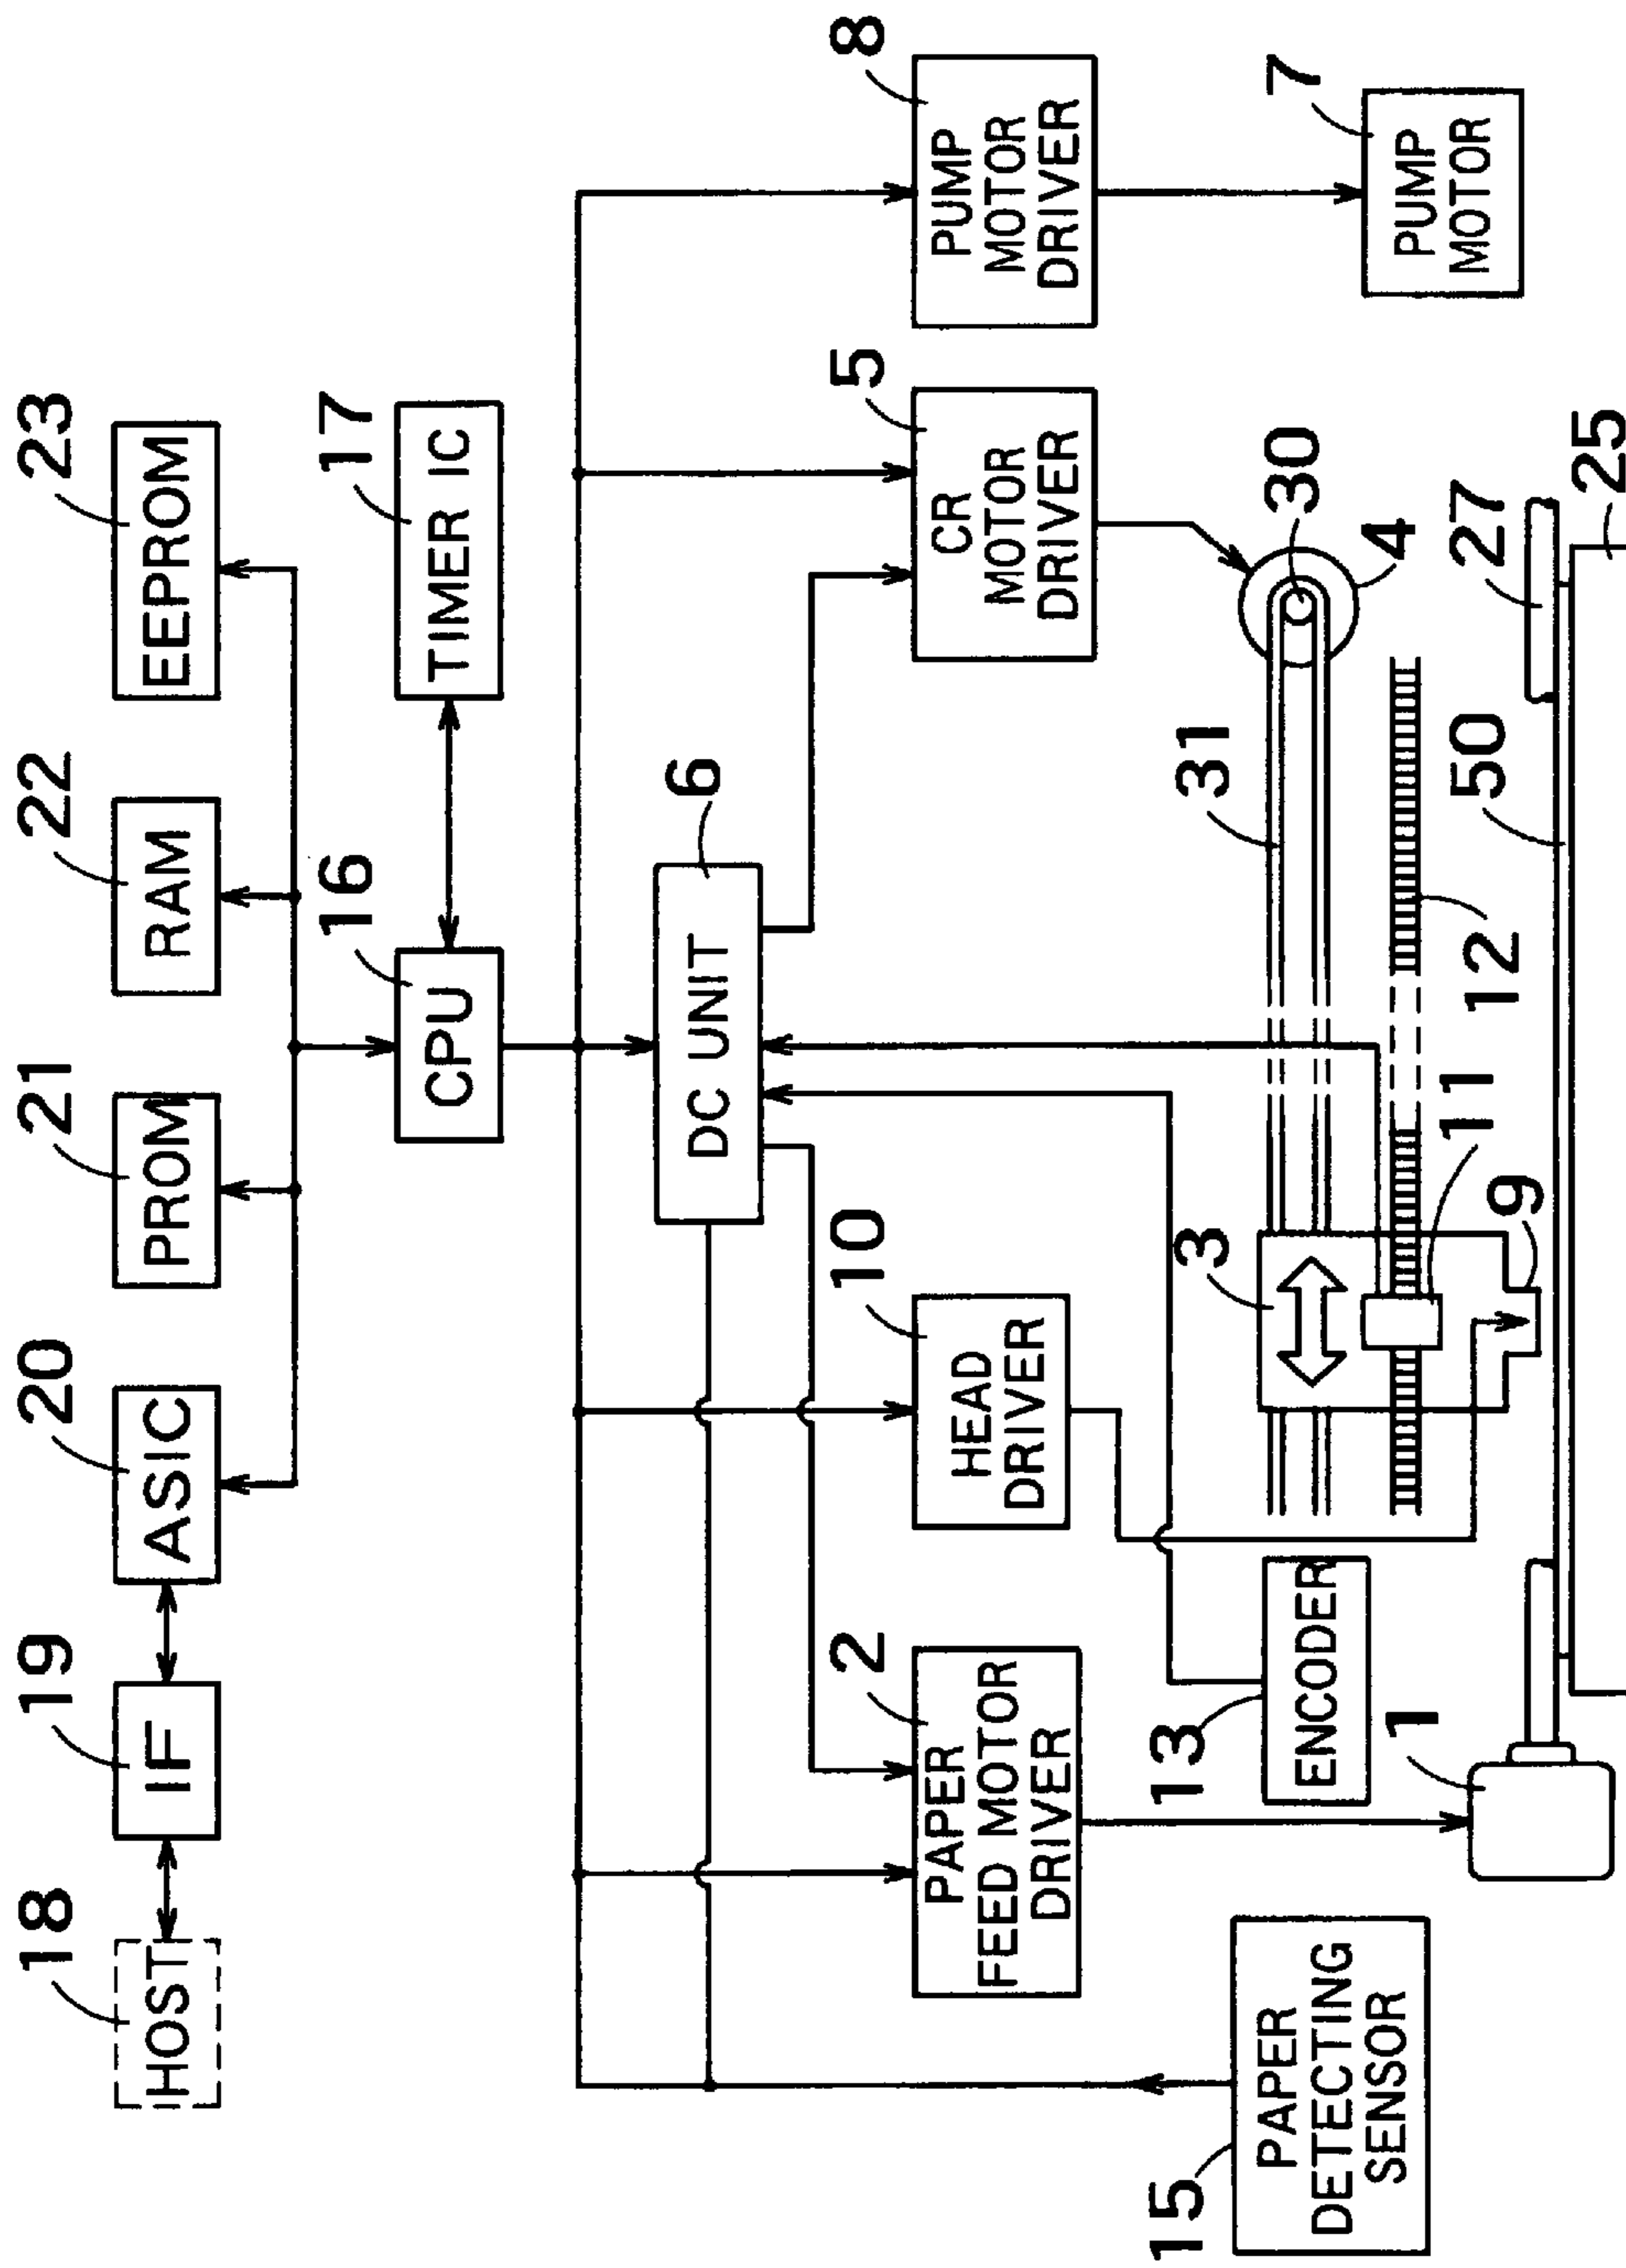 18
19
20
21
22
23
HOST
IF
ASIC
PROM
RAM
EEPROM
16
17
CPU
TIMER IC
6
DC UNIT
2
10
5
8
PAPER
FEED MOTOR
DRIVER
HEAD
DRIVER
CR
MOTOR
DRIVER
PUMP
MOTOR
DRIVER
15
13
3
31
30
7
PAPER
DETECTING
SENSOR
ENCODER
PUMP
MOTOR
4
1
11
12
9
50
27
25